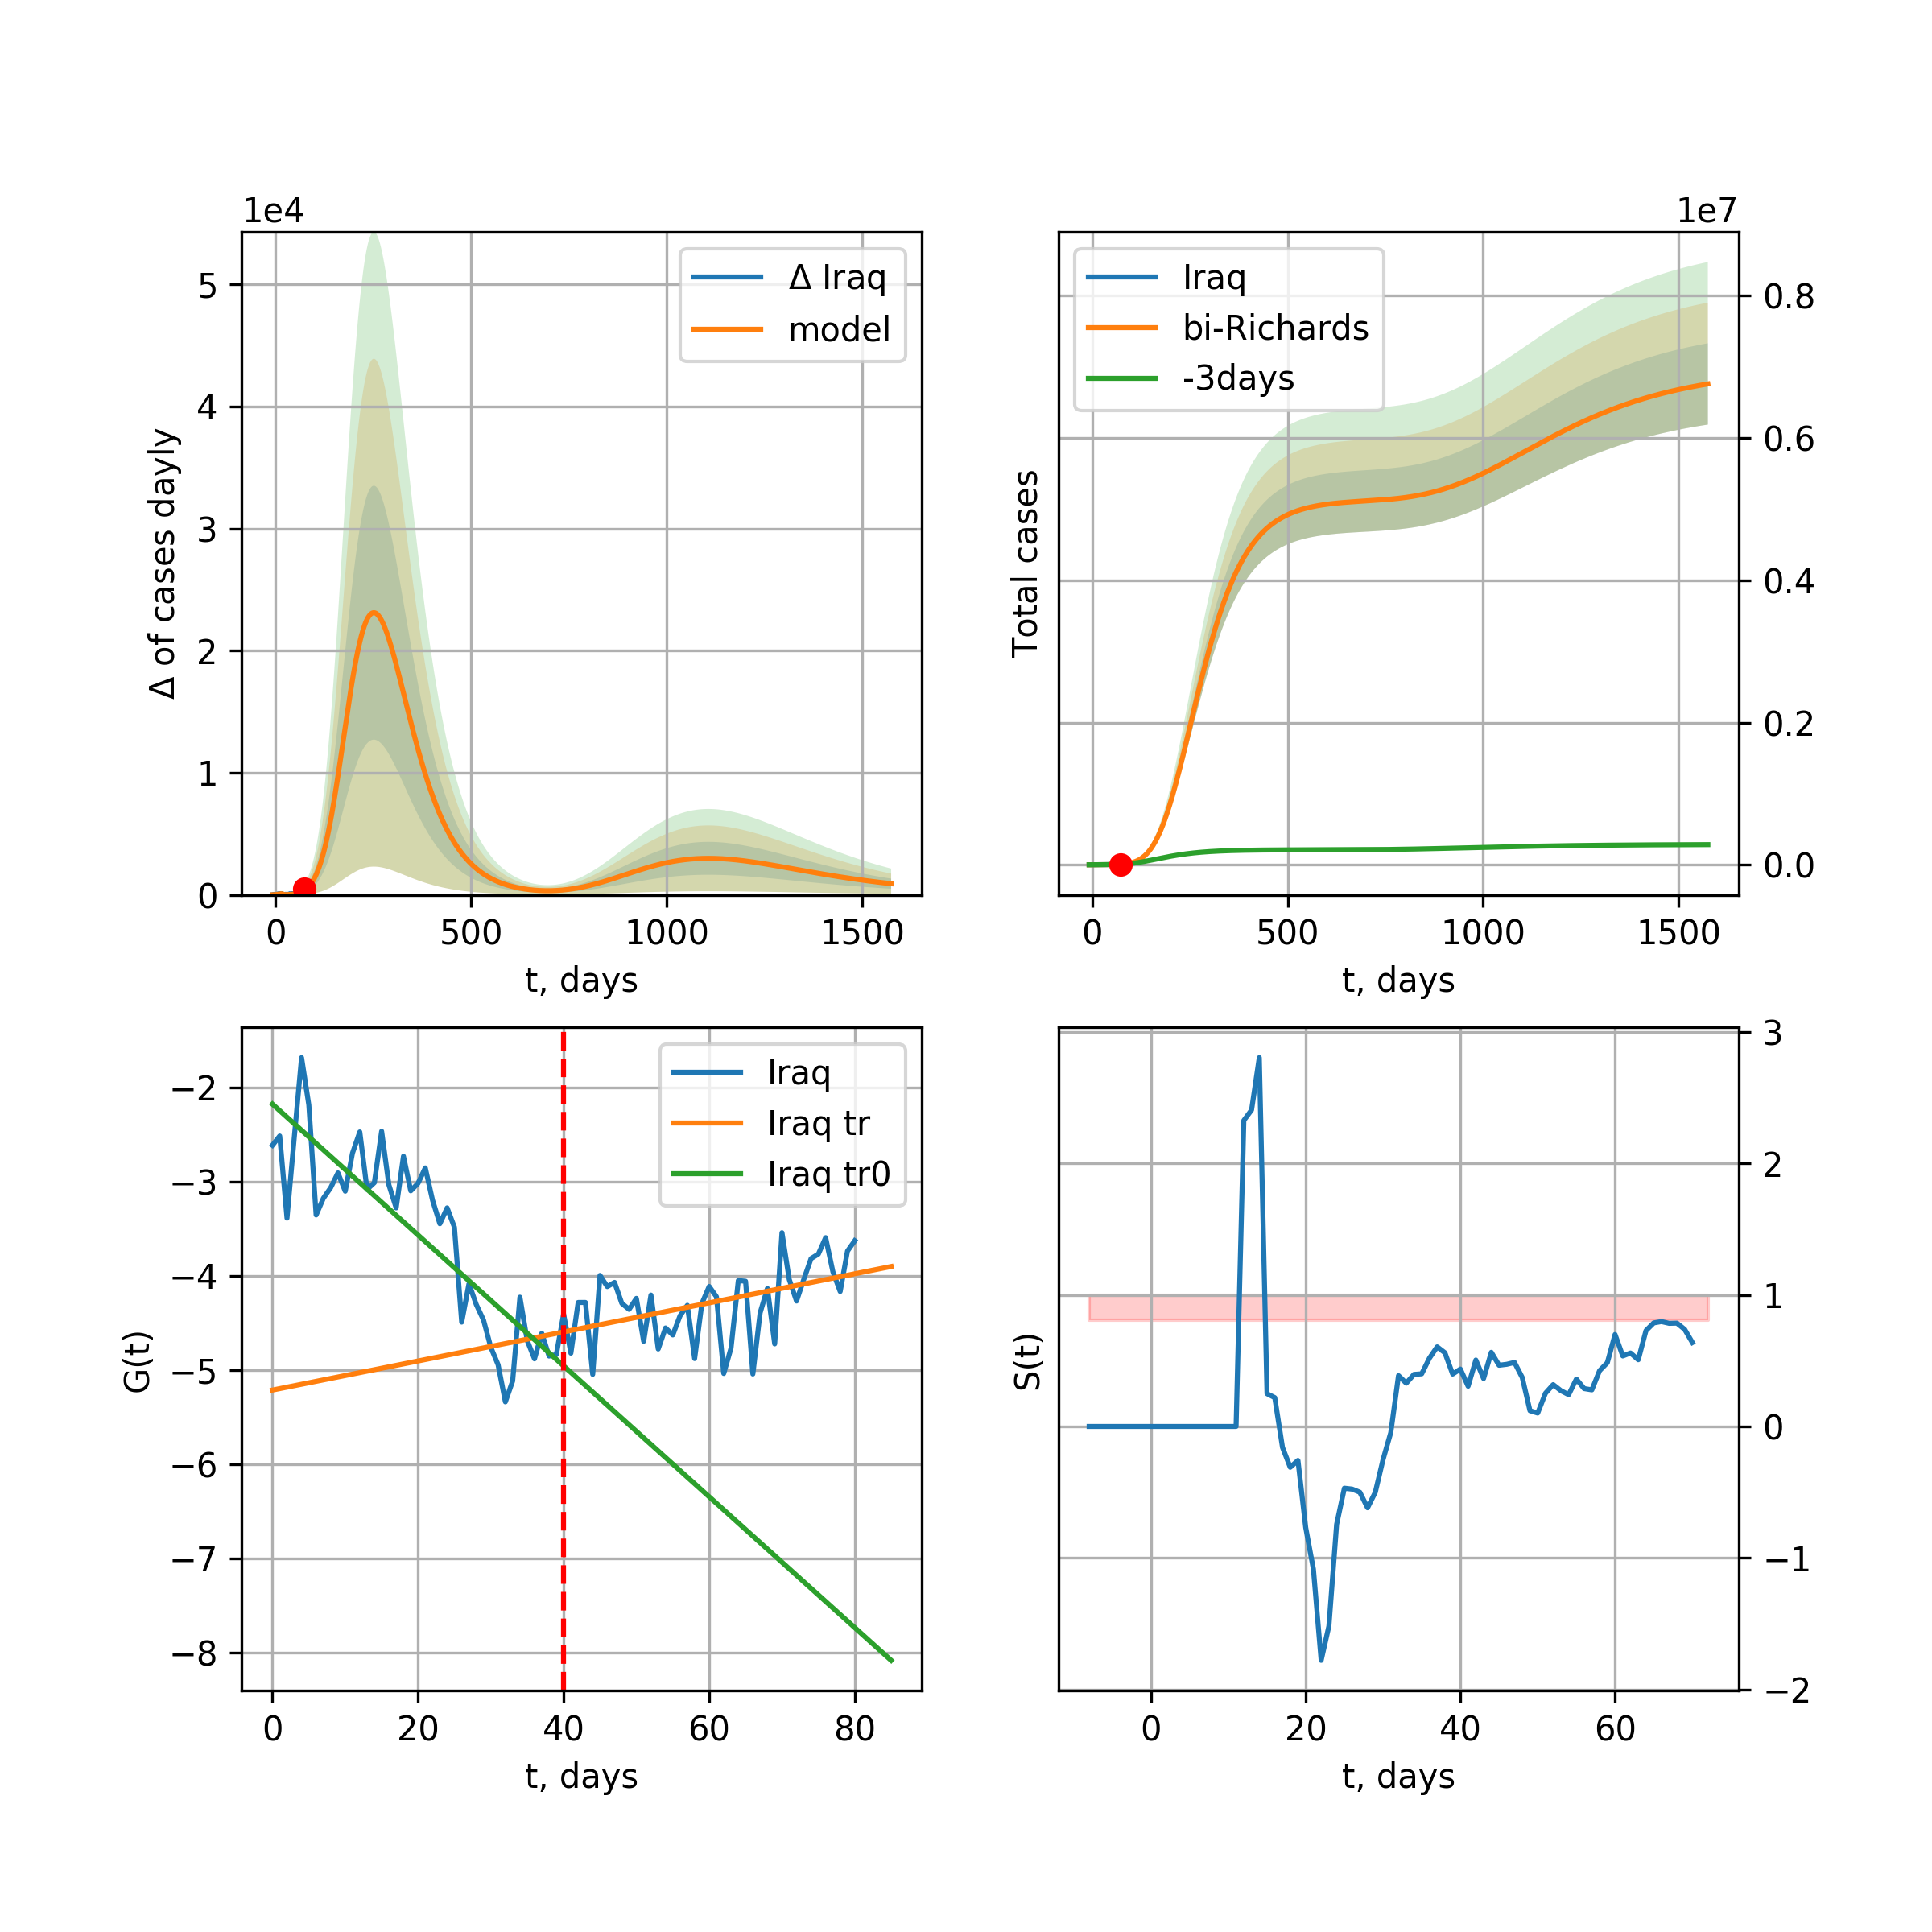 1e4
Δ of cases dayly
5
4
3
2
1
0
Δ Iraq
model
0 500 1000 1500
t, days
1e7
Total cases
Iraq
bi-Richards
-3days
0.8
0.6
0.4
0.2
0.0
0 500 1000 1500
t, days
G(t)
−2
−3
−4
−5
−6
−7
−8
Iraq
Iraq tr
Iraq tr0
0 20 40 60 80
t, days
S(t)
3
2
1
0
−1
−2
0 20 40 60
t, days